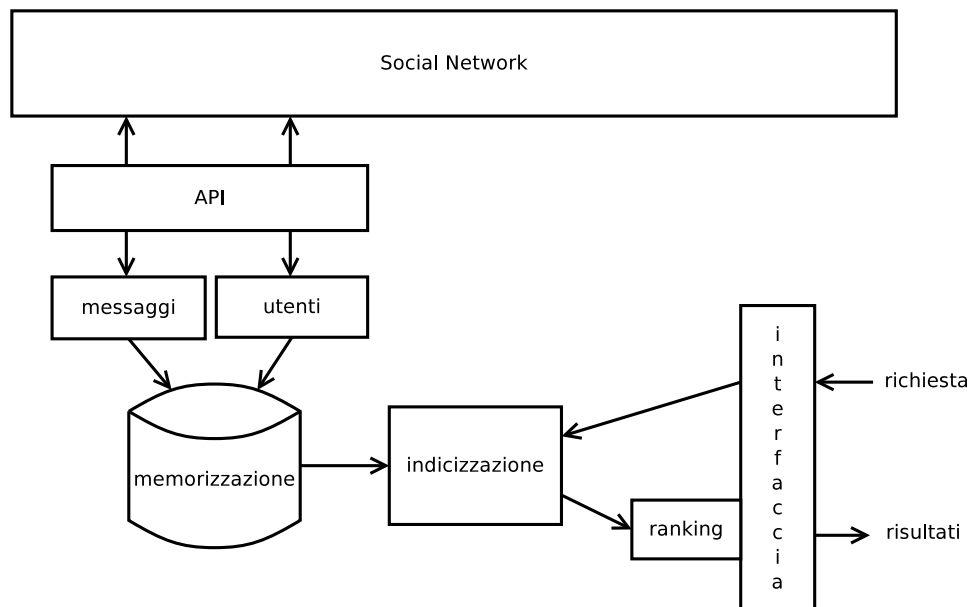 Social Network
API
messaggi
utenti
interfaccia
richiesta
memorizzazione
indicizzazione
ranking
risultati